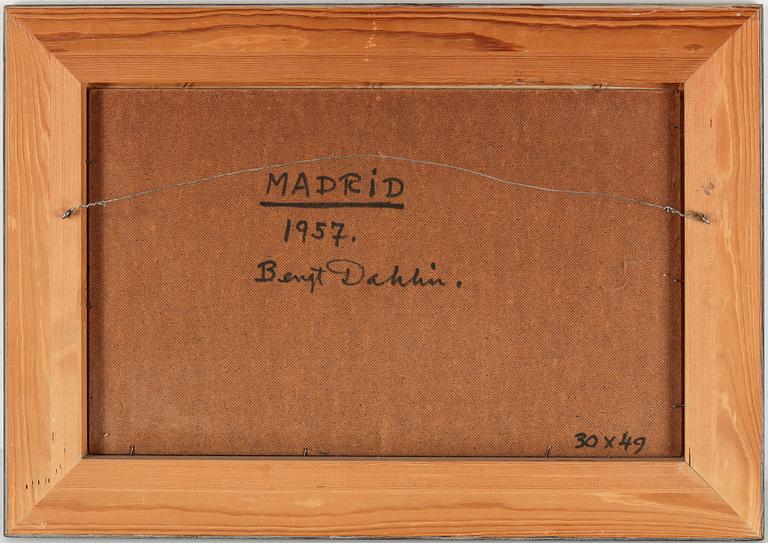 MADRID
1957.
Bengt Dahlin.
30 x 49